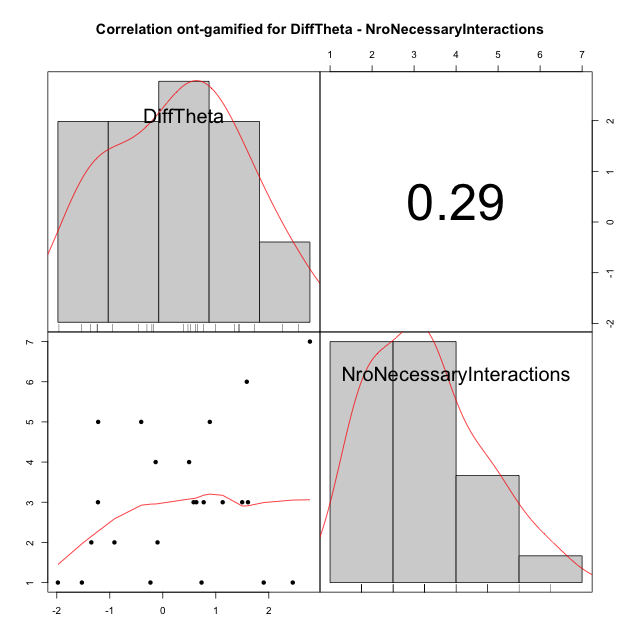 Correlation ont-gamified for DiffTheta - NroNecessaryInteractions
1 2 3 4 5 6 7
DiffTheta
0.29
2
1
0
-1
-2
7
6
5
4
3
2
1
NroNecessaryInteractions
-2 -1 0 1 2